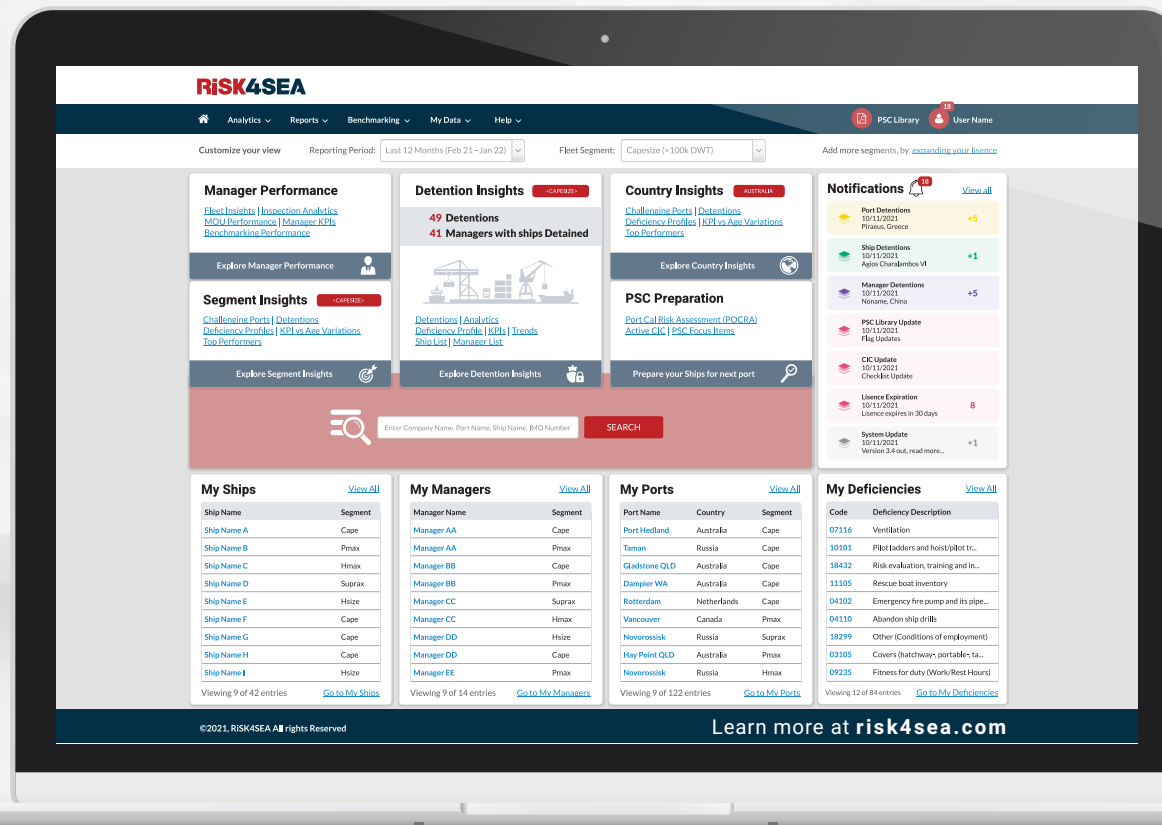 RiSK4SEA
Analytics Reports Benchmarking My Data Help
PSC Library 18 User Name
Customize your view Reporting Period: Last 12 Months (Feb 21 -Jan 22) Fleet Segment: Capesize (>100k DWT) Add more segments, by expanding your lisence
Manager Performance
Fleet Insights | Inspection Analytics
MOU Performance | Manager KPIs
Benchmarking Performance
Explore Manager Performance
Detention Insights <CAPESIZE>
49 Detentions
41 Managers with ships Detained
Detentions | Analytics
Deficiency Profile | KPIs | Trends
Ship List | Manager List
Explore Detention Insights
Country Insights AUSTRALIA
Challenging Ports | Detentions
Deficiency Profiles | KPI vs Age Variations
Top Performers
Explore Country Insights
Segment Insights <CAPESIZE>
Challenging Ports | Detentions
Deficiency Profiles | KPI vs Age Variations
Top Performers
Explore Segment Insights
PSC Preparation
Port Cal Risk Assessment (POCRA)
Active CIC | PSC Focus Items
Prepare your Ships for next port
Notifications 18 View all
Port Detentions
10/11/2021 +5
Piraeus, Greece
Ship Detentions
10/11/2021 +1
Agios Charalambos VI
Manager Detentions
10/11/2021 +5
Noname, China
PSC Library Update
10/11/2021
Flag Updates
CIC Update
10/11/2021
Checklist Update
Lisence Expiration
10/11/2021 8
Lisence expires in 30 days
System Update
10/11/2021 +1
Version 3.4 out, read more...
Enter Company Name, Port Name, Ship Name, IMO Number SEARCH
My Ships View All
Ship Name Segment
Ship Name A Cape
Ship Name B Pmax
Ship Name C Hmax
Ship Name D Suprax
Ship Name E Hsize
Ship Name F Cape
Ship Name G Cape
Ship Name H Cape
Ship Name I Hsize
Viewing 9 of 42 entries Go to My Ships
My Managers View All
Manager Name Segment
Manager AA Cape
Manager AA Pmax
Manager BB Cape
Manager BB Pmax
Manager CC Suprax
Manager CC Hmax
Manager DD Hsize
Manager DD Cape
Manager EE Pmax
Viewing 9 of 14 entries Go to My Managers
My Ports View All
Port Name Country Segment
Port Hedland Australia Cape
Taman Russia Cape
Gladstone QLD Australia Cape
Dampier WA Australia Cape
Rotterdam Netherlands Cape
Vancouver Canada Pmax
Novorossisk Russia Suprax
Hay Point QLD Australia Pmax
Novorossisk Russia Hmax
Viewing 9 of 122 entries Go to My Ports
My Deficiencies View All
Code Deficiency Description
07116 Ventilation
10101 Pilot ladders and hoist/pilot tr...
18432 Risk evaluation, training and in...
11105 Rescue boat inventory
04102 Emergency fire pump and its pipe...
04110 Abandon ship drills
18299 Other (Conditions of employment)
03105 Covers (hatchway-, portable-, ta...
09235 Fitness for duty (Work/Rest Hours)
Viewing 12 of 84 entries Go to My Deficiencies
©2021, RiSK4SEA All rights Reserved
Learn more at risk4sea.com